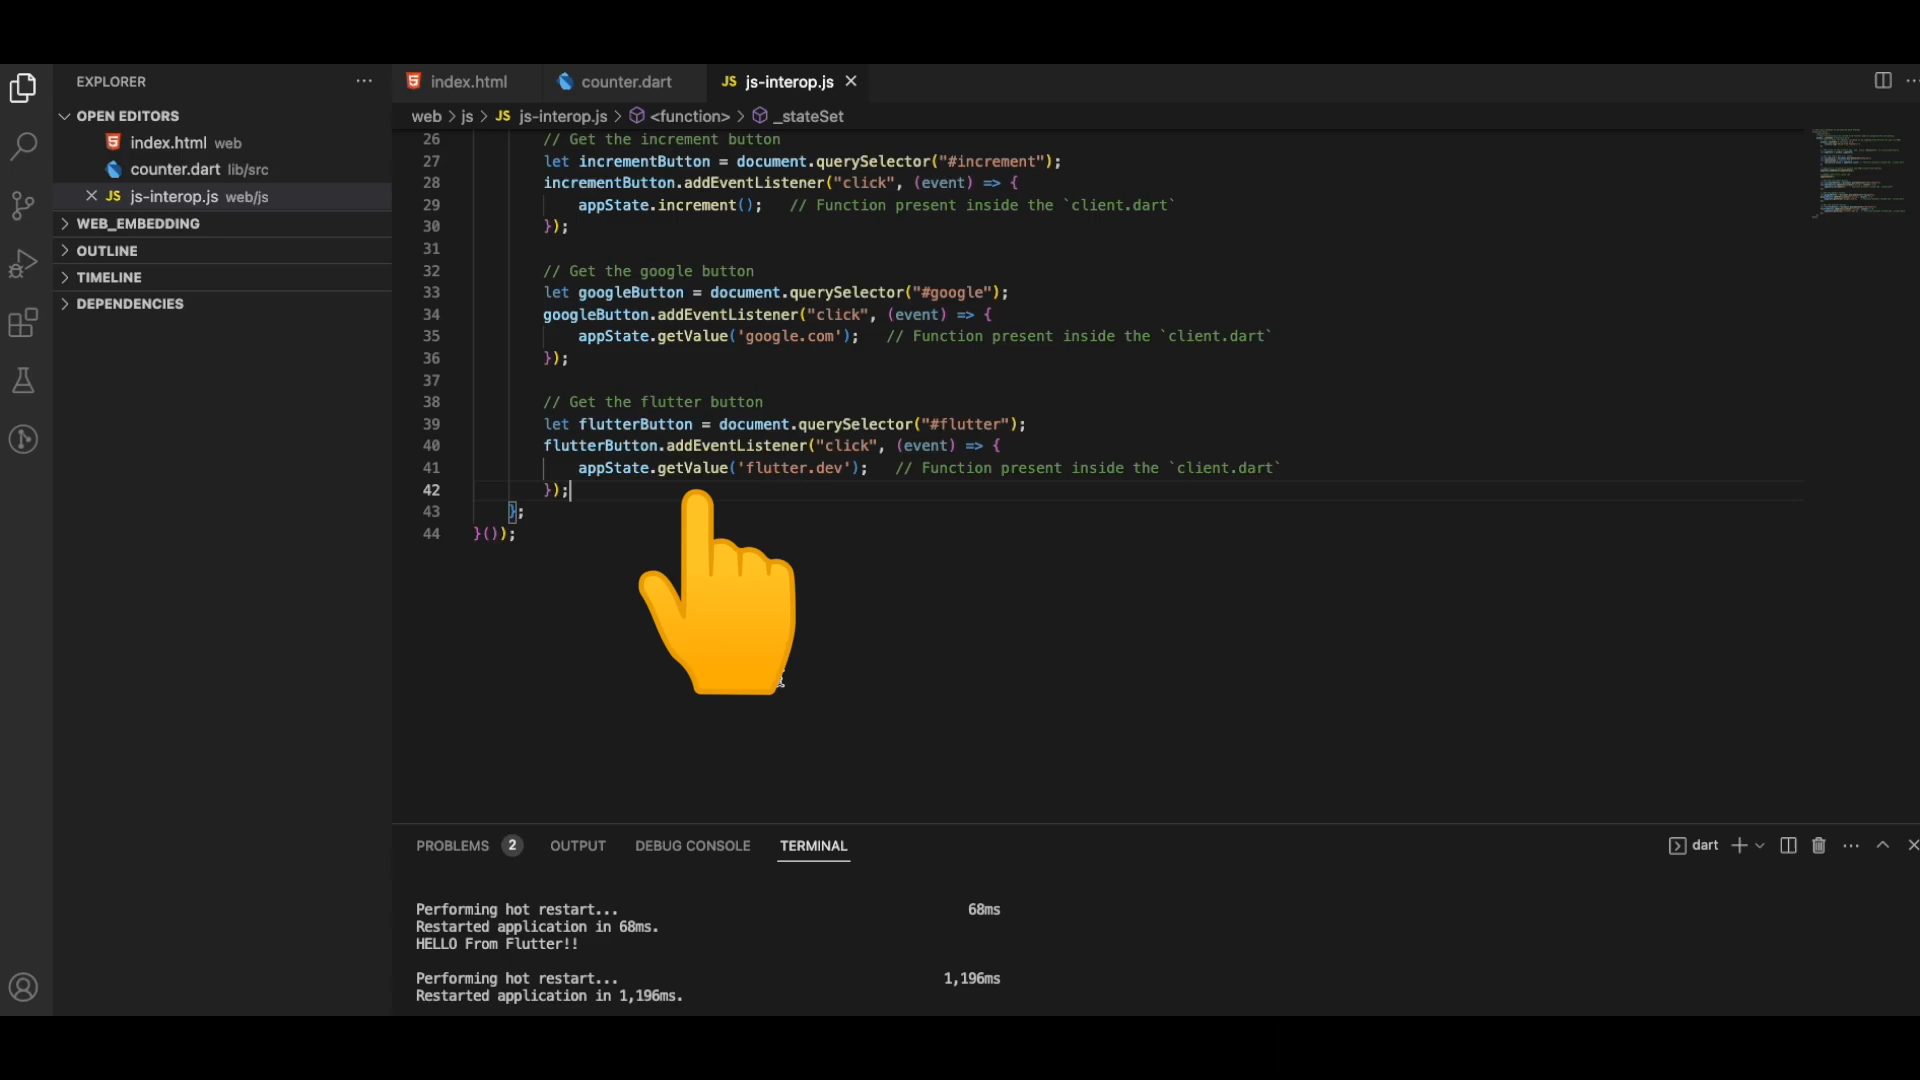 EXPLORER
OPEN EDITORS
index.html web
counter.dart lib/src
JS js-interop.js web/js
WEB_EMBEDDING
OUTLINE
TIMELINE
DEPENDENCIES
index.html
counter.dart
JS js-interop.js
web > js > JS js-interop.js > <function> > _stateSet
26 // Get the increment button
27 let incrementButton = document.querySelector("#increment");
28 incrementButton.addEventListener("click", (event) => {
29 appState.increment(); // Function present inside the `client.dart`
30 });
31
32 // Get the google button
33 let googleButton = document.querySelector("#google");
34 googleButton.addEventListener("click", (event) => {
35 appState.getValue('google.com'); // Function present inside the `client.dart`
36 });
37
38 // Get the flutter button
39 let flutterButton = document.querySelector("#flutter");
40 flutterButton.addEventListener("click", (event) => {
41 appState.getValue('flutter.dev'); // Function present inside the `client.dart`
42 });
43 };
44 }());
PROBLEMS 2 OUTPUT DEBUG CONSOLE TERMINAL
dart
Performing hot restart... 68ms
Restarted application in 68ms.
HELLO From Flutter!!
Performing hot restart... 1,196ms
Restarted application in 1,196ms.